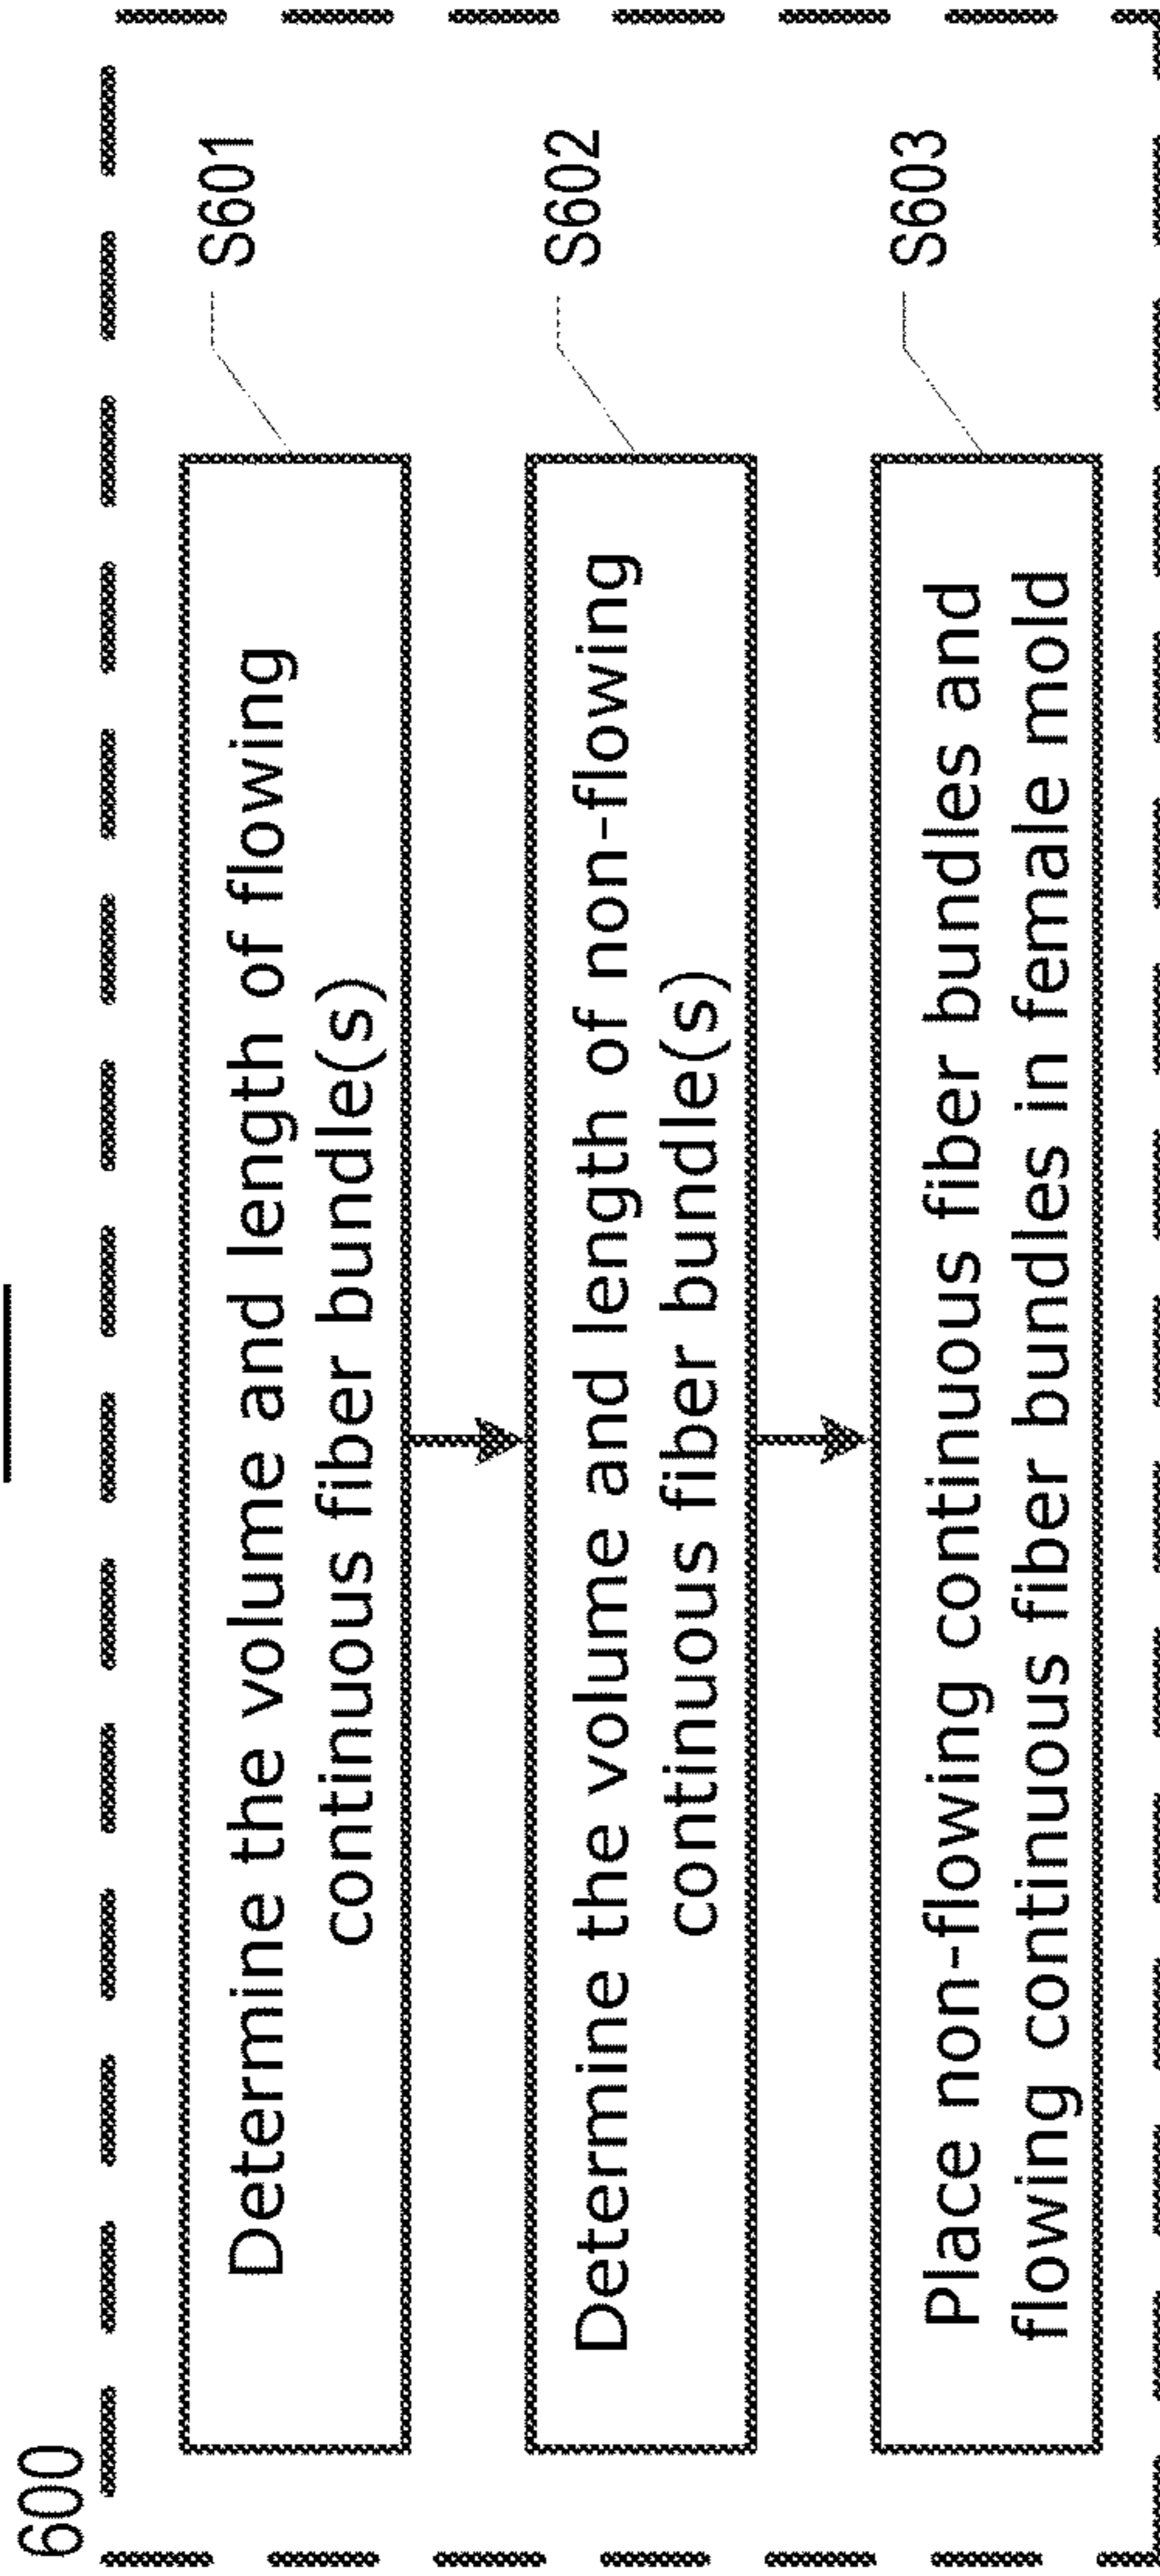 600
Determine the volume and length of flowing
continuous fiber bundle(s)
S601
Determine the volume and length of non-flowing
continuous fiber bundle(s)
S602
Place non-flowing continuous fiber bundles and
flowing continuous fiber bundles in female mold
S603